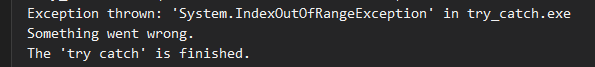 Exception thrown: 'System.IndexOutOfRangeException' in try_catch.exe
Something went wrong.
The 'try catch' is finished.